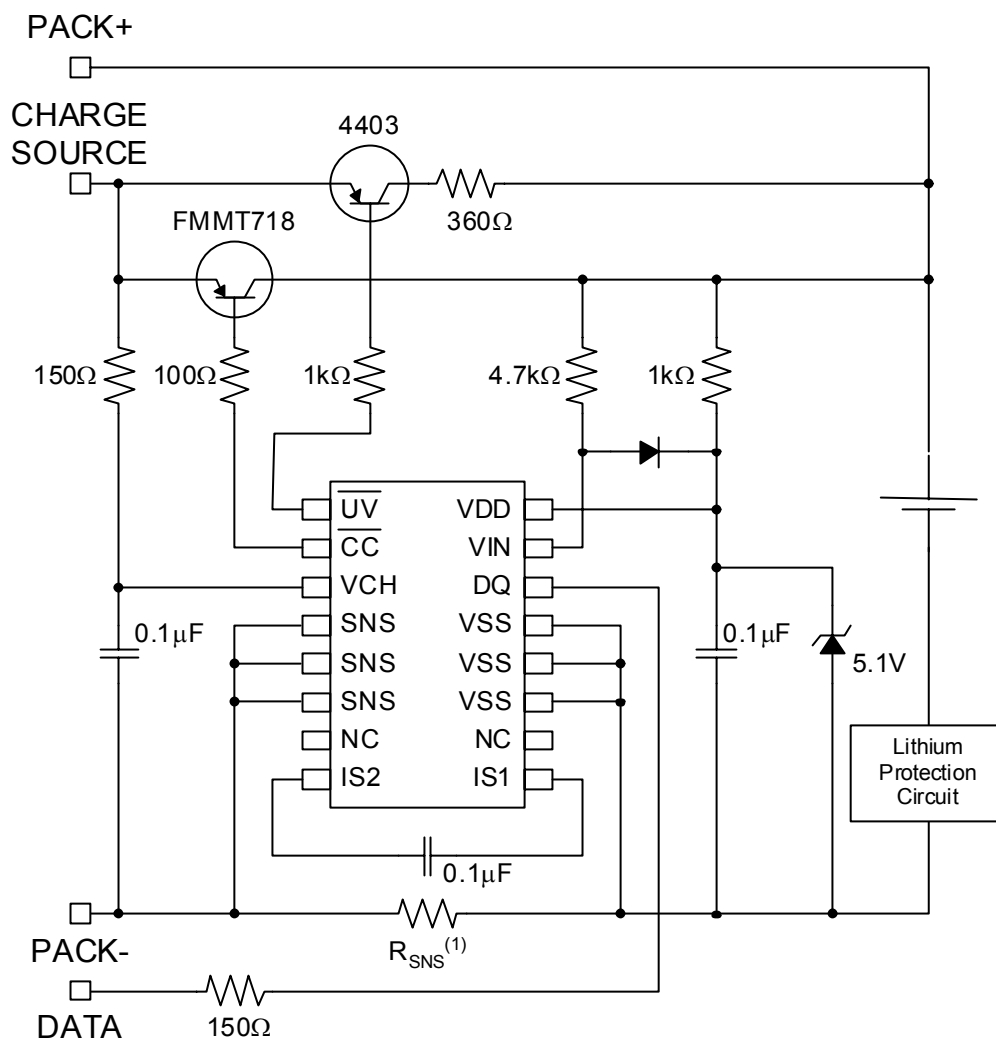 PACK+
CHARGE
SOURCE
4403
360Ω
FMMT718
150Ω
100Ω
1kΩ
4.7kΩ
1kΩ
UV
VDD
CC
VIN
VCH
DQ
SNS
VSS
0.1μF
SNS
VSS
0.1μF
5.1V
SNS
VSS
NC
NC
IS2
IS1
Lithium
Protection
Circuit
0.1μF
PACK-
RSNS(1)
DATA
150Ω